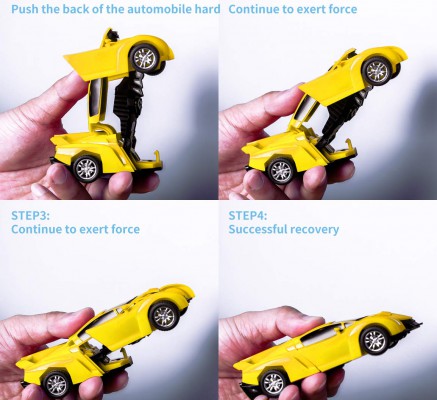 Push the back of the automobile hard
Continue to exert force
STEP3:
Continue to exert force
STEP4:
Successful recovery